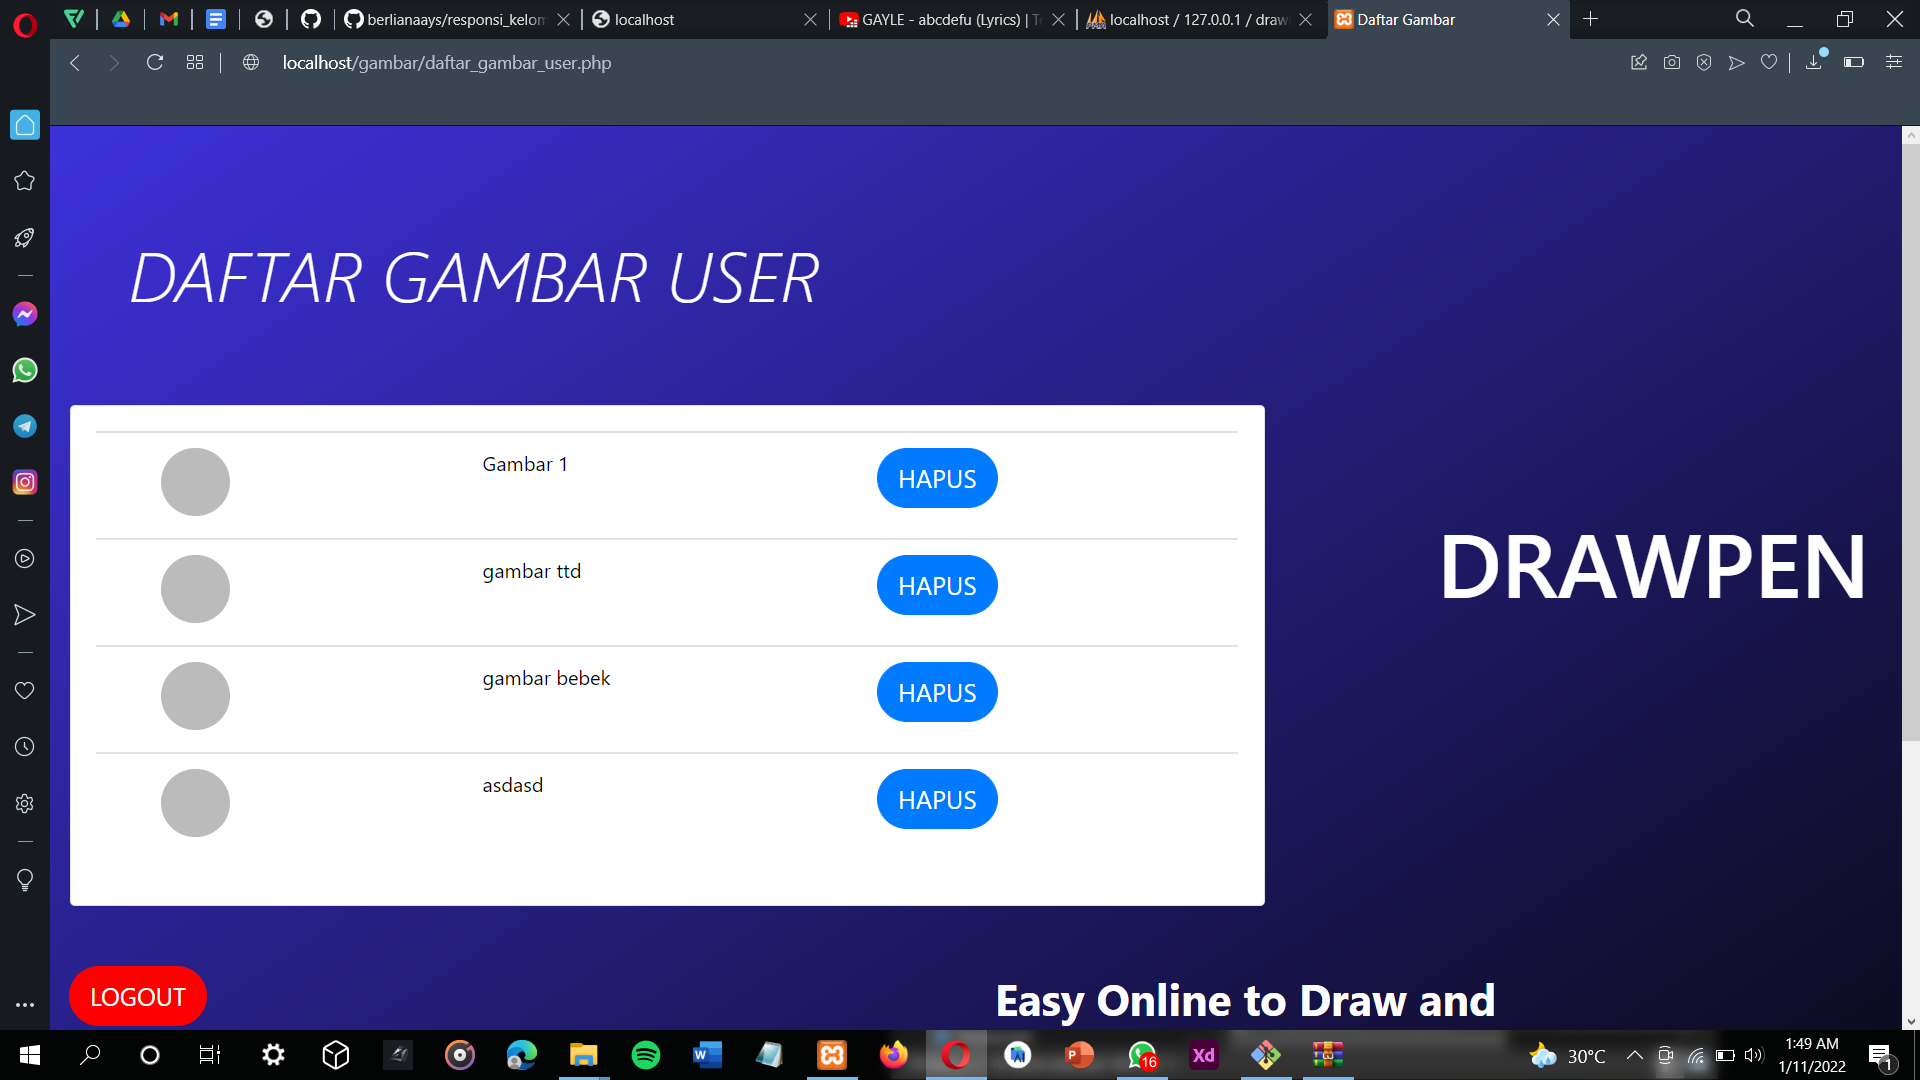 berlianaays/responsi_kelom
localhost
GAYLE - abcdefu (Lyrics) | Te
localhost / 127.0.0.1 / draw
Daftar Gambar
localhost/gambar/daftar_gambar_user.php
DAFTAR GAMBAR USER
Gambar 1
HAPUS
gambar ttd
HAPUS
gambar bebek
HAPUS
asdasd
HAPUS
DRAWPEN
LOGOUT
Easy Online to Draw and
16
Xd
30°C
1:49 AM
1/11/2022
1